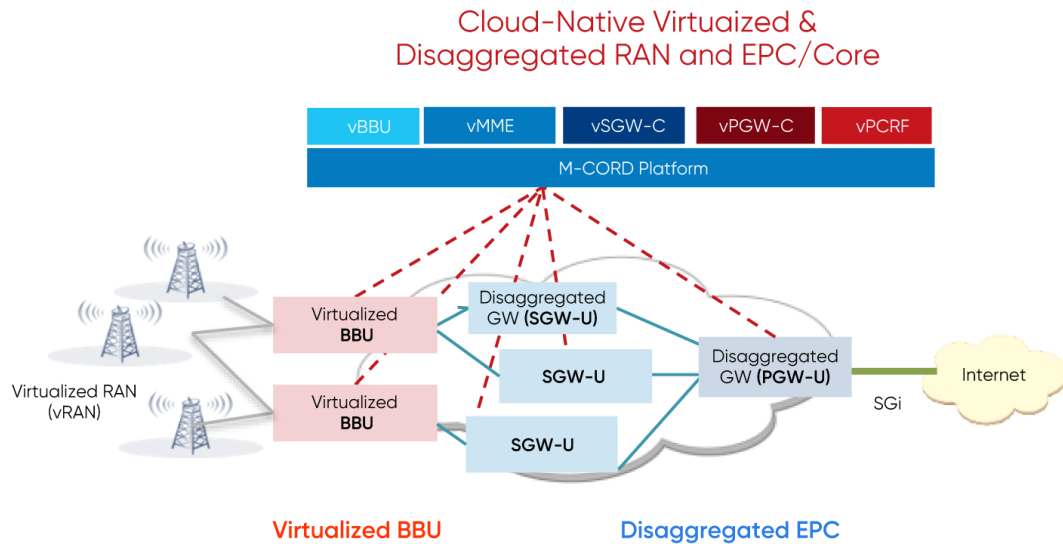 Cloud-Native Virtuaized &
Disaggregated RAN and EPC/Core
vBBU
vMME
vSGW-C
vPGW-C
vPCRF
M-CORD Platform
Virtualized RAN
(vRAN)
Virtualized
BBU
Virtualized
BBU
Disaggregated
GW (SGW-U)
SGW-U
SGW-U
Disaggregated
GW (PGW-U)
SGi
Internet
Virtualized BBU
Disaggregated EPC